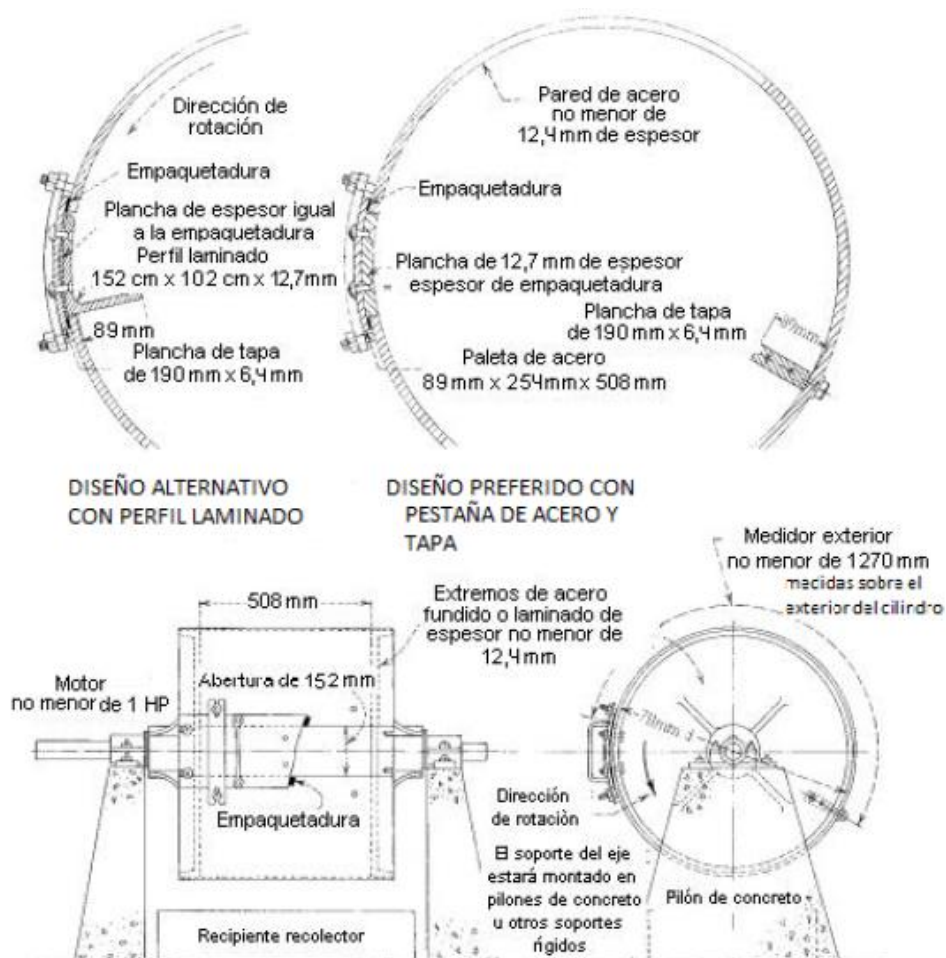 Dirección de
rotación
Empaquetadura
Plancha de espesor igual
a la empaquetadura
Perfil laminado
152 cm x 102 cm x 12,7mm
89 mm
Plancha de tapa
de 190 mm x 6,4 mm
Pared de acero
no menor de
12,4 mm de espesor
Empaquetadura
Plancha de 12,7 mm de espesor
espesor de empaquetadura
Plancha de tapa
de 190 mm x 6,4 mm
Paleta de acero
89 mm x 254mm x 508 mm
DISEÑO ALTERNATIVO
CON PERFIL LAMINADO
DISEÑO PREFERIDO CON
PESTAÑA DE ACERO Y
TAPA
508 mm
Extremos de acero
fundido o laminado de
espesor no menor de
12,4 mm
Motor
no menor de 1 HP
Abertura de 152 mm
Empaquetadura
Recipiente recolector
Medidor exterior
no menor de 1270 mm
mecidas sobre el
exterior del cilindro
Dirección
de rotaciòn
El soporte del eje
estará montado en
pilones de concreto
u otros soportes
rígidos
Pilón de concreto